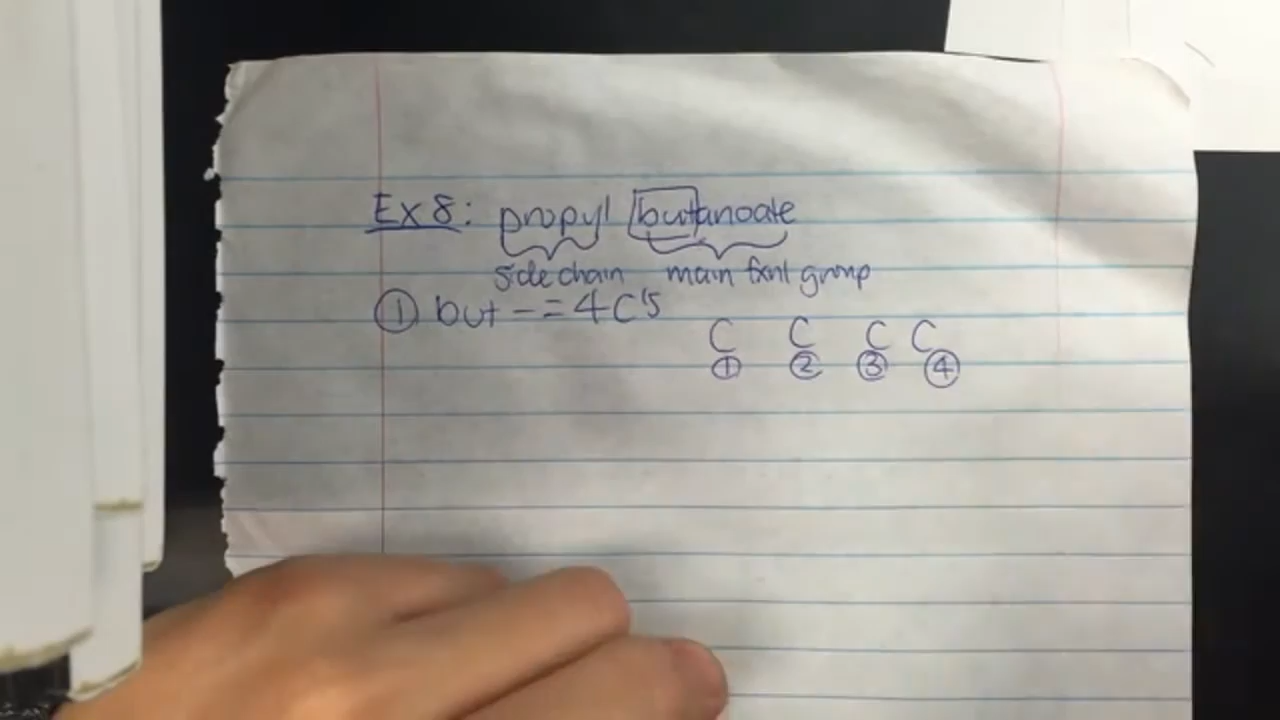 Ex 8: propyl butanoate
side chain main fxnl group
① but - = 4 C's
C C C C
① ② ③ ④